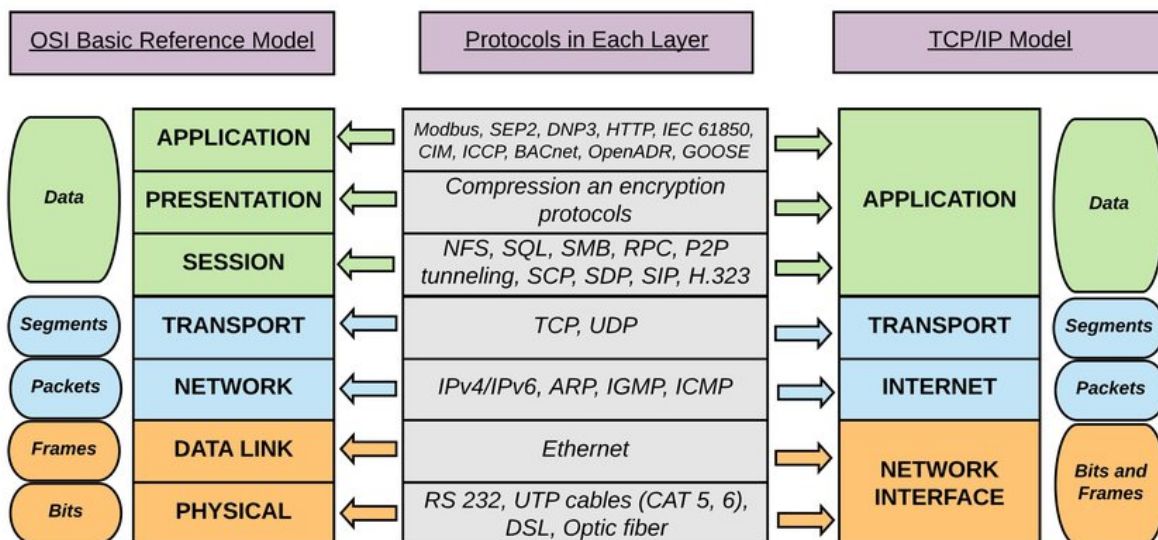 OSI Basic Reference Model
Protocols in Each Layer
TCP/IP Model
Data
APPLICATION
Modbus, SEP2, DNP3, HTTP, IEC 61850,
CIM, ICCP, BACnet, OpenADR, GOOSE
PRESENTATION
Compression an encryption
protocols
SESSION
NFS, SQL, SMB, RPC, P2P
tunneling, SCP, SDP, SIP, H.323
APPLICATION
Data
Segments
TRANSPORT
TCP, UDP
TRANSPORT
Segments
Packets
NETWORK
IPv4/IPv6, ARP, IGMP, ICMP
INTERNET
Packets
Frames
DATA LINK
Ethernet
Bits
PHYSICAL
RS 232, UTP cables (CAT 5, 6),
DSL, Optic fiber
NETWORK
INTERFACE
Bits and
Frames